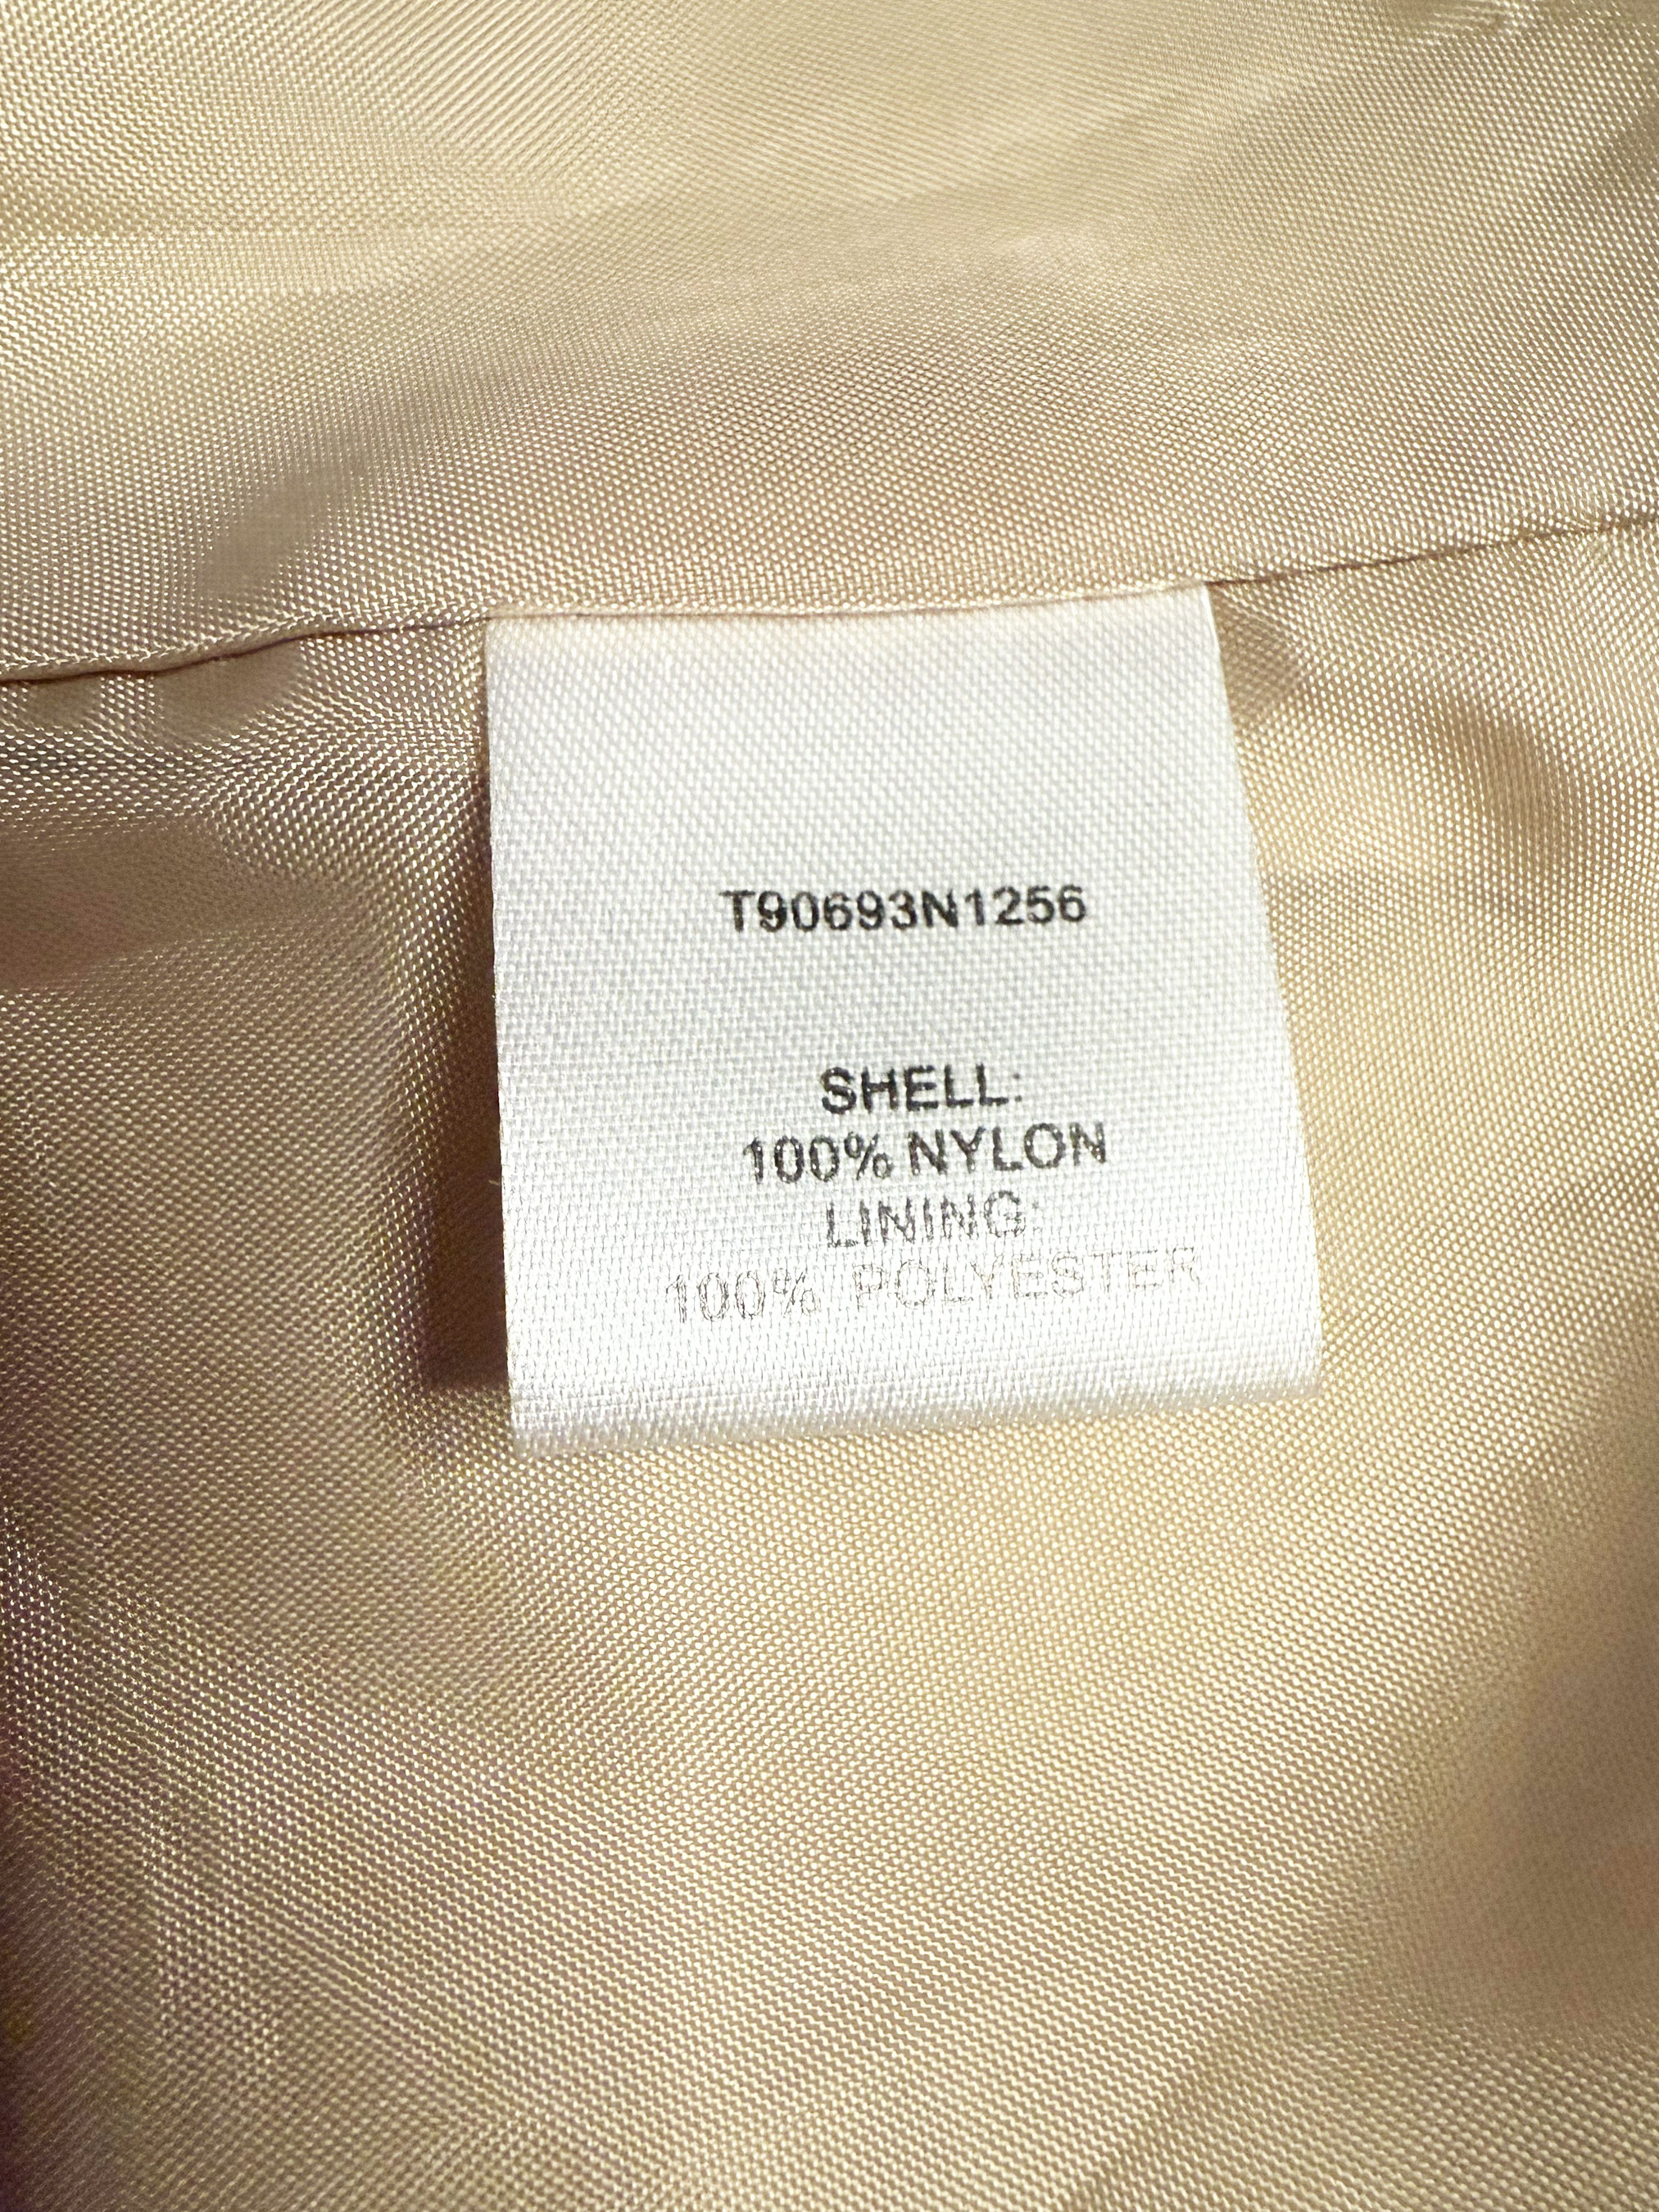 T90693N1256
SHELL:
100% NYLON
LINING:
100% POLYESTER